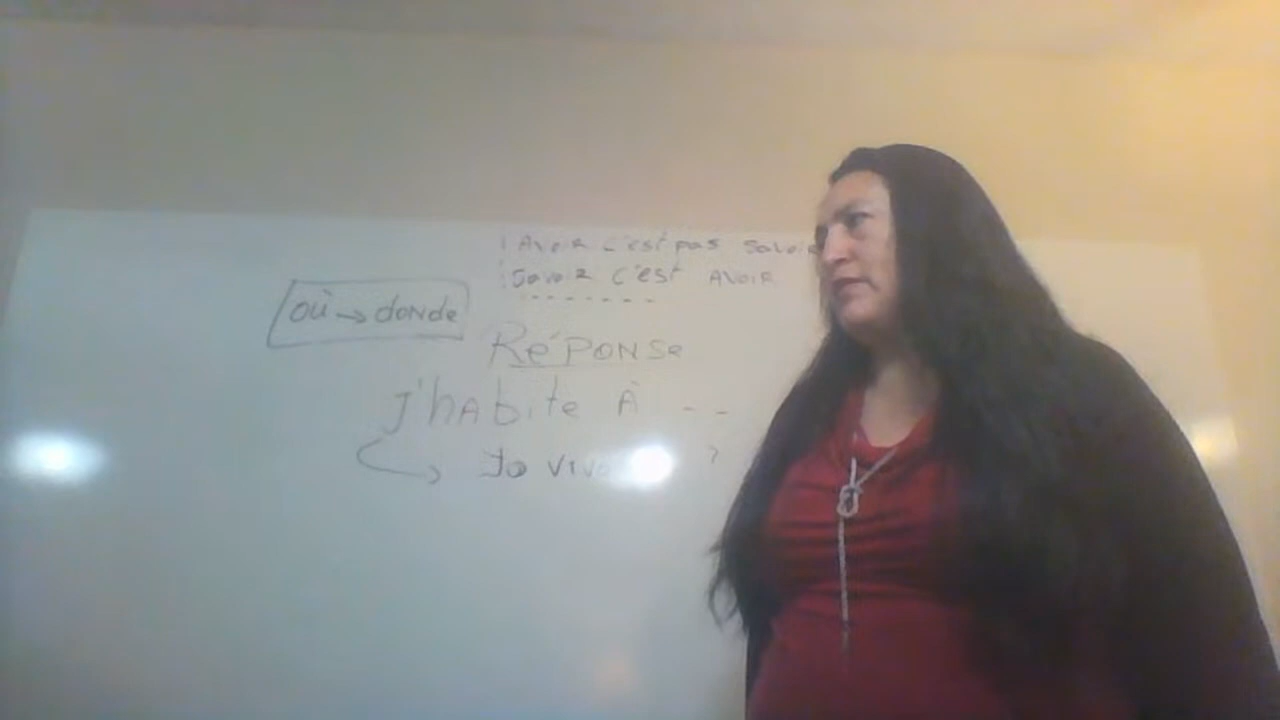 Avoir c'est pas savoir
Savoir c'est AVOIR
Où → donde
RéPONSe
J'hAbite À - -
Yo viv
?